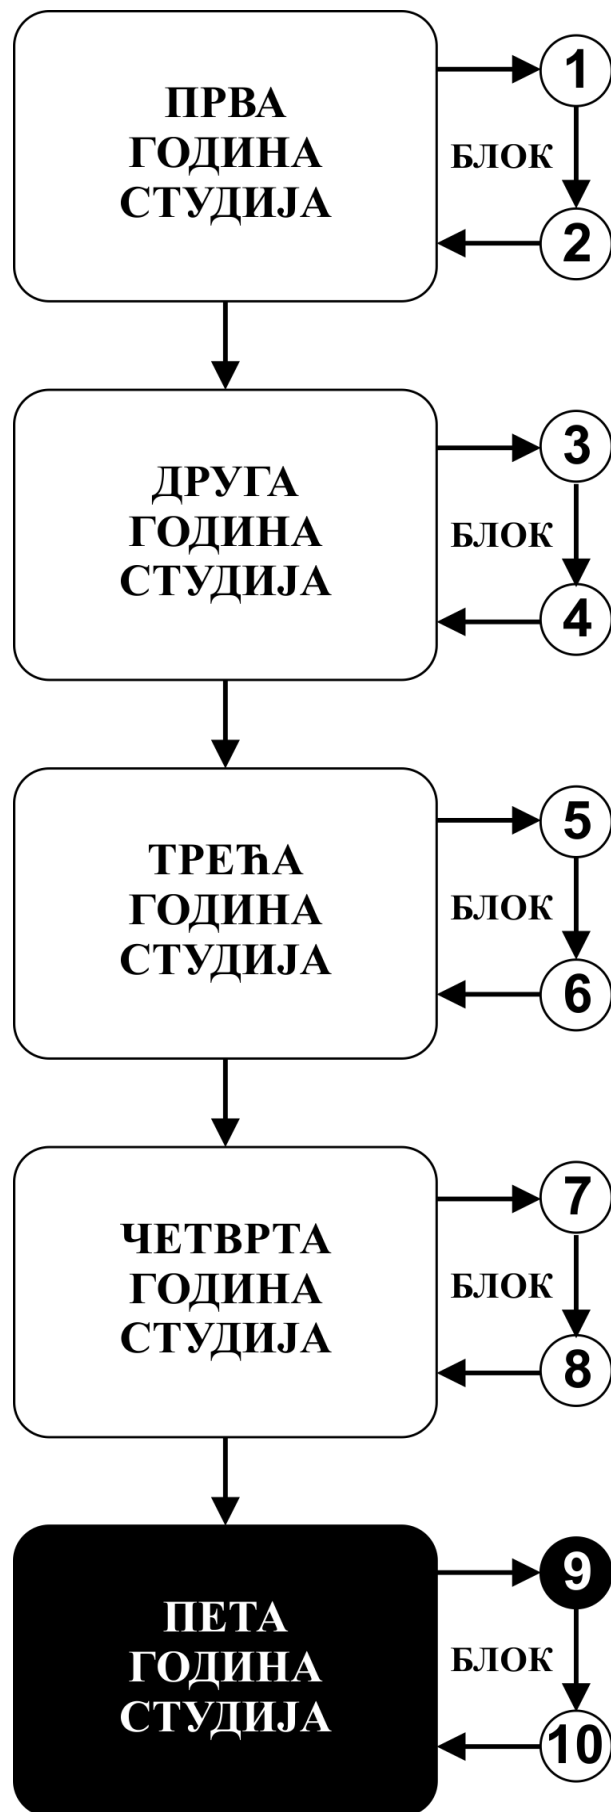 ПРВА
ГОДИНА
СТУДИЈА
1
БЛОК
2
ДРУГА
ГОДИНА
СТУДИЈА
3
БЛОК
4
ТРЕЋА
ГОДИНА
СТУДИЈА
5
БЛОК
6
ЧЕТВРТА
ГОДИНА
СТУДИЈА
7
БЛОК
8
ПЕТА
ГОДИНА
СТУДИЈА
9
БЛОК
10